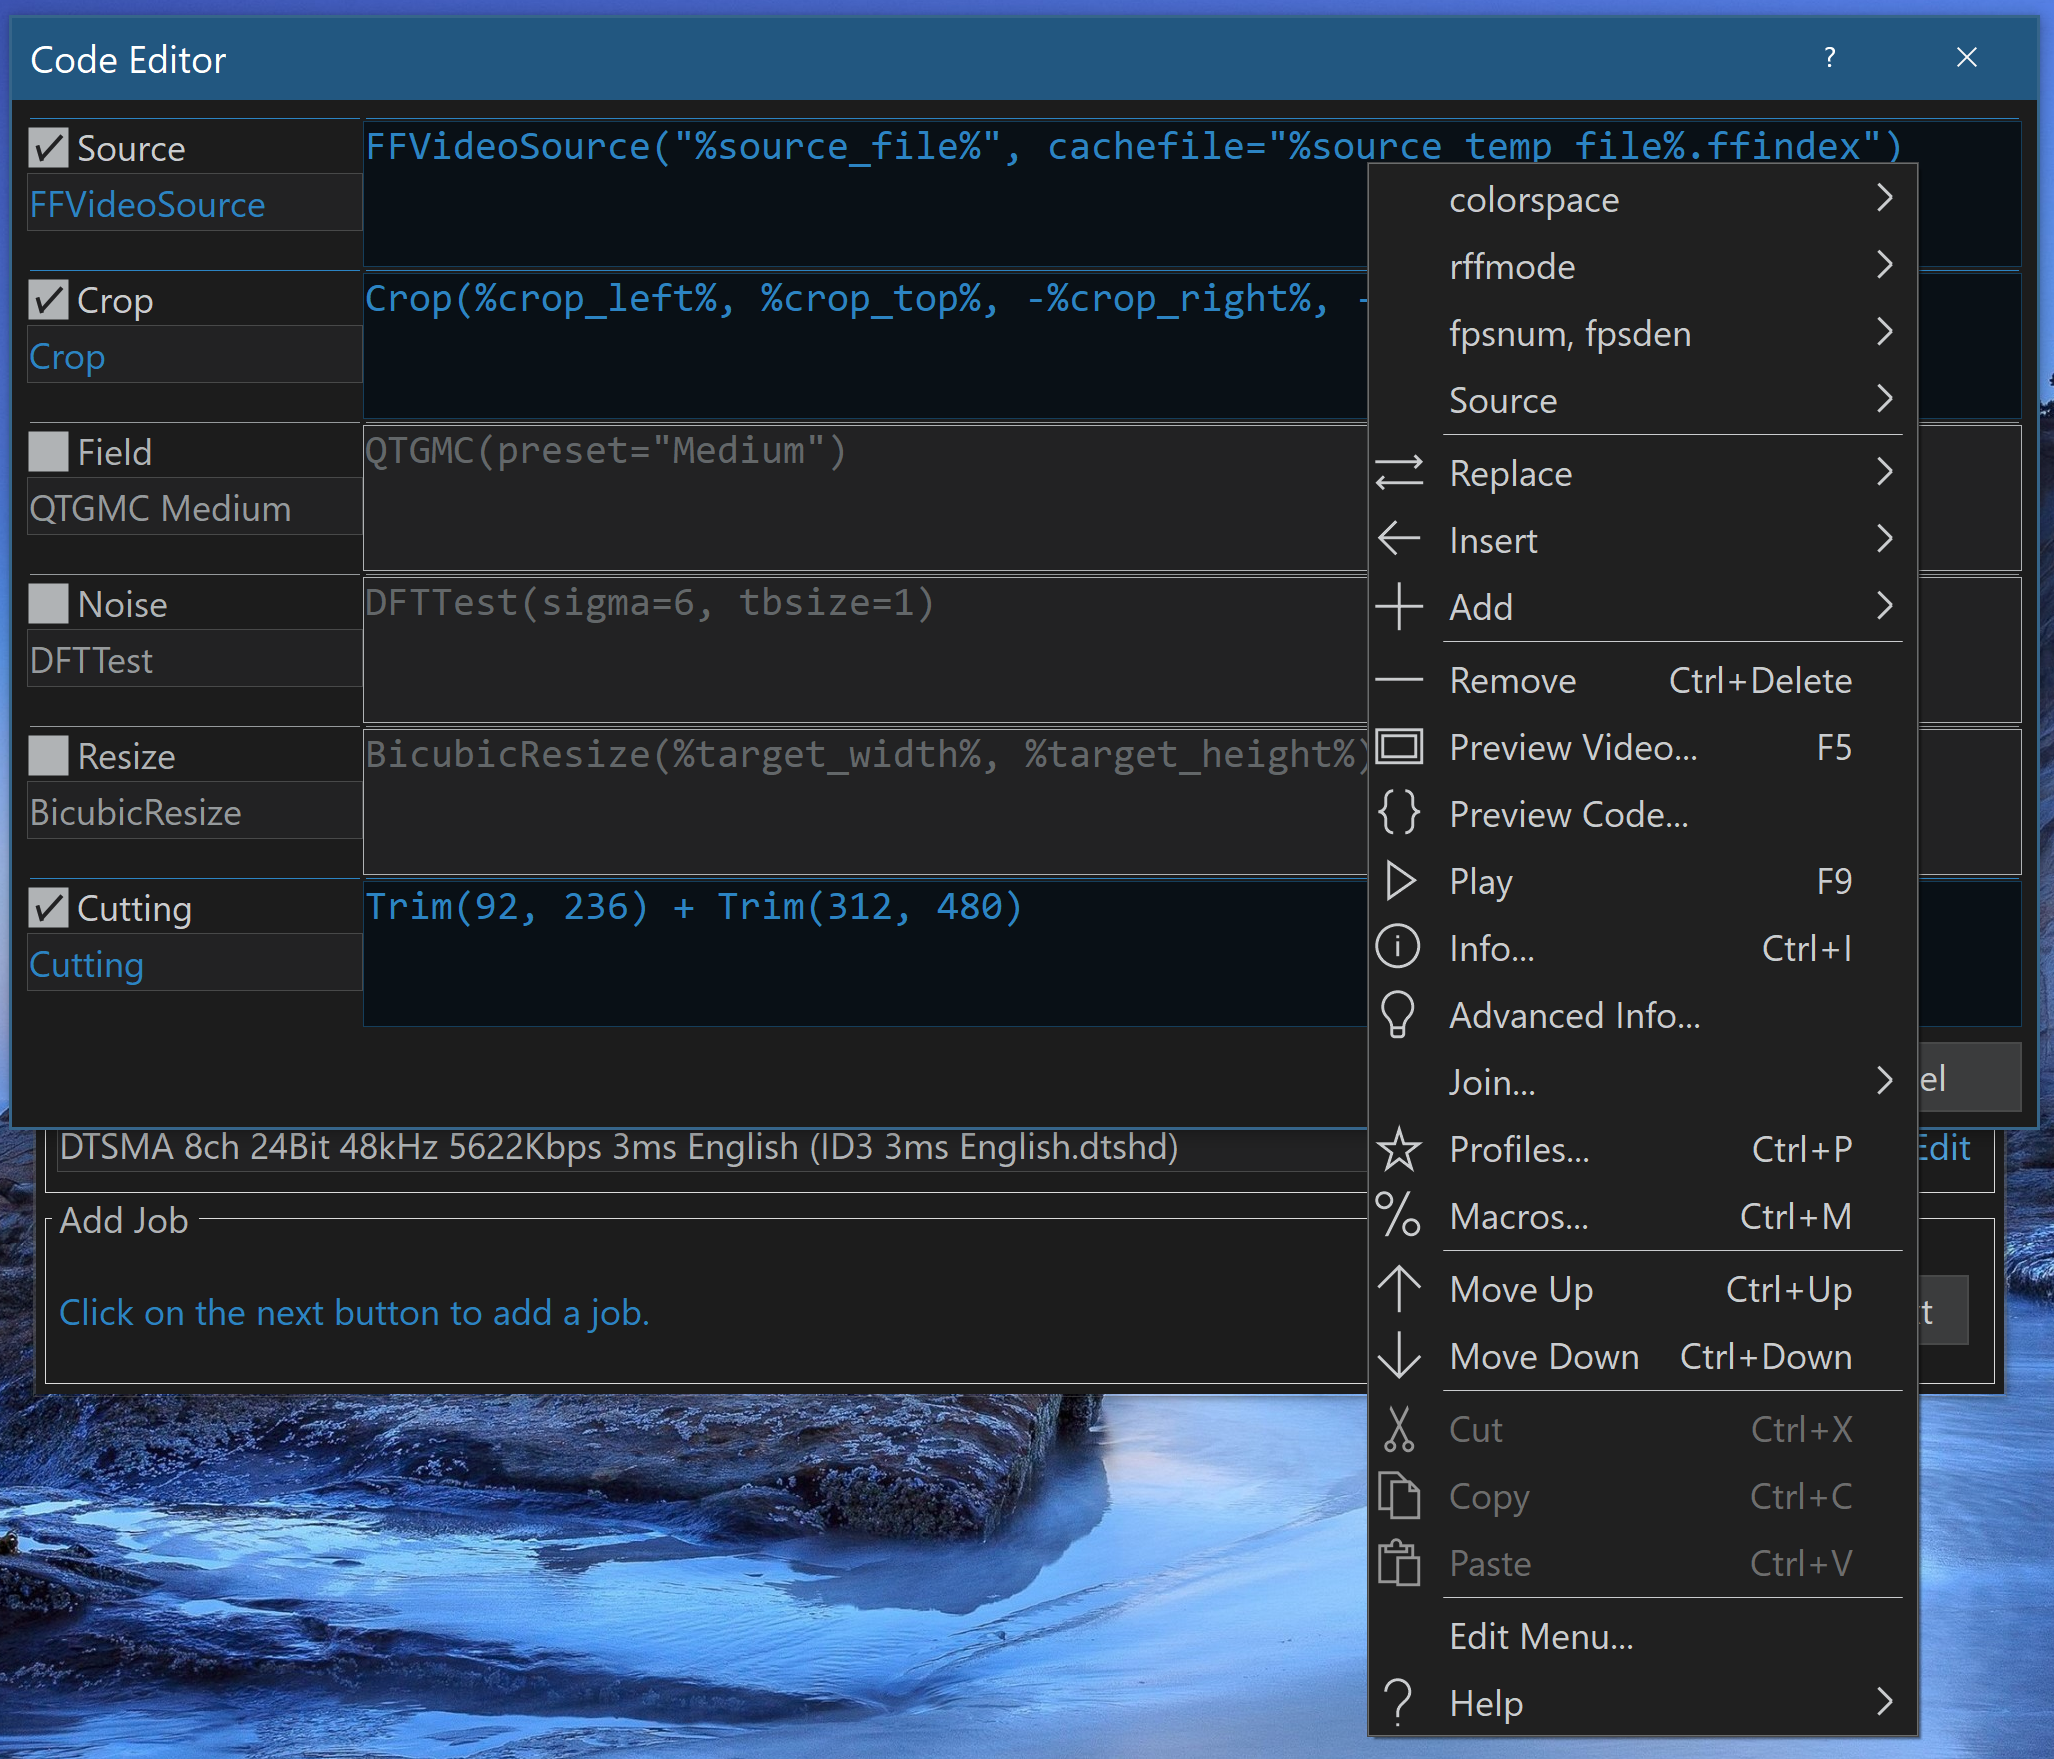 Code Editor
?
Source
FFVideoSource("%source_file%", cachefile="%source_temp_file%.ffindex")
FFVideoSource
Crop
Crop(%crop_left%, %crop_top%, -%crop_right%, -
Crop
Field
QTGMC(preset="Medium")
QTGMC Medium
Noise
DFTTest(sigma=6, tbsize=1)
DFTTest
Resize
BicubicResize(%target_width%, %target_height%)
BicubicResize
Cutting
Trim(92, 236) + Trim(312, 480)
Cutting
el
DTSMA 8ch 24Bit 48kHz 5622Kbps 3ms English (ID3 3ms English.dtshd)
Edit
Add Job
Click on the next button to add a job.
colorspace
rffmode
fpsnum, fpsden
Source
Replace
Insert
Add
Remove Ctrl+Delete
Preview Video... F5
Preview Code...
Play F9
Info... Ctrl+I
Advanced Info...
Join...
Profiles... Ctrl+P
Macros... Ctrl+M
Move Up Ctrl+Up
Move Down Ctrl+Down
Cut Ctrl+X
Copy Ctrl+C
Paste Ctrl+V
Edit Menu...
Help